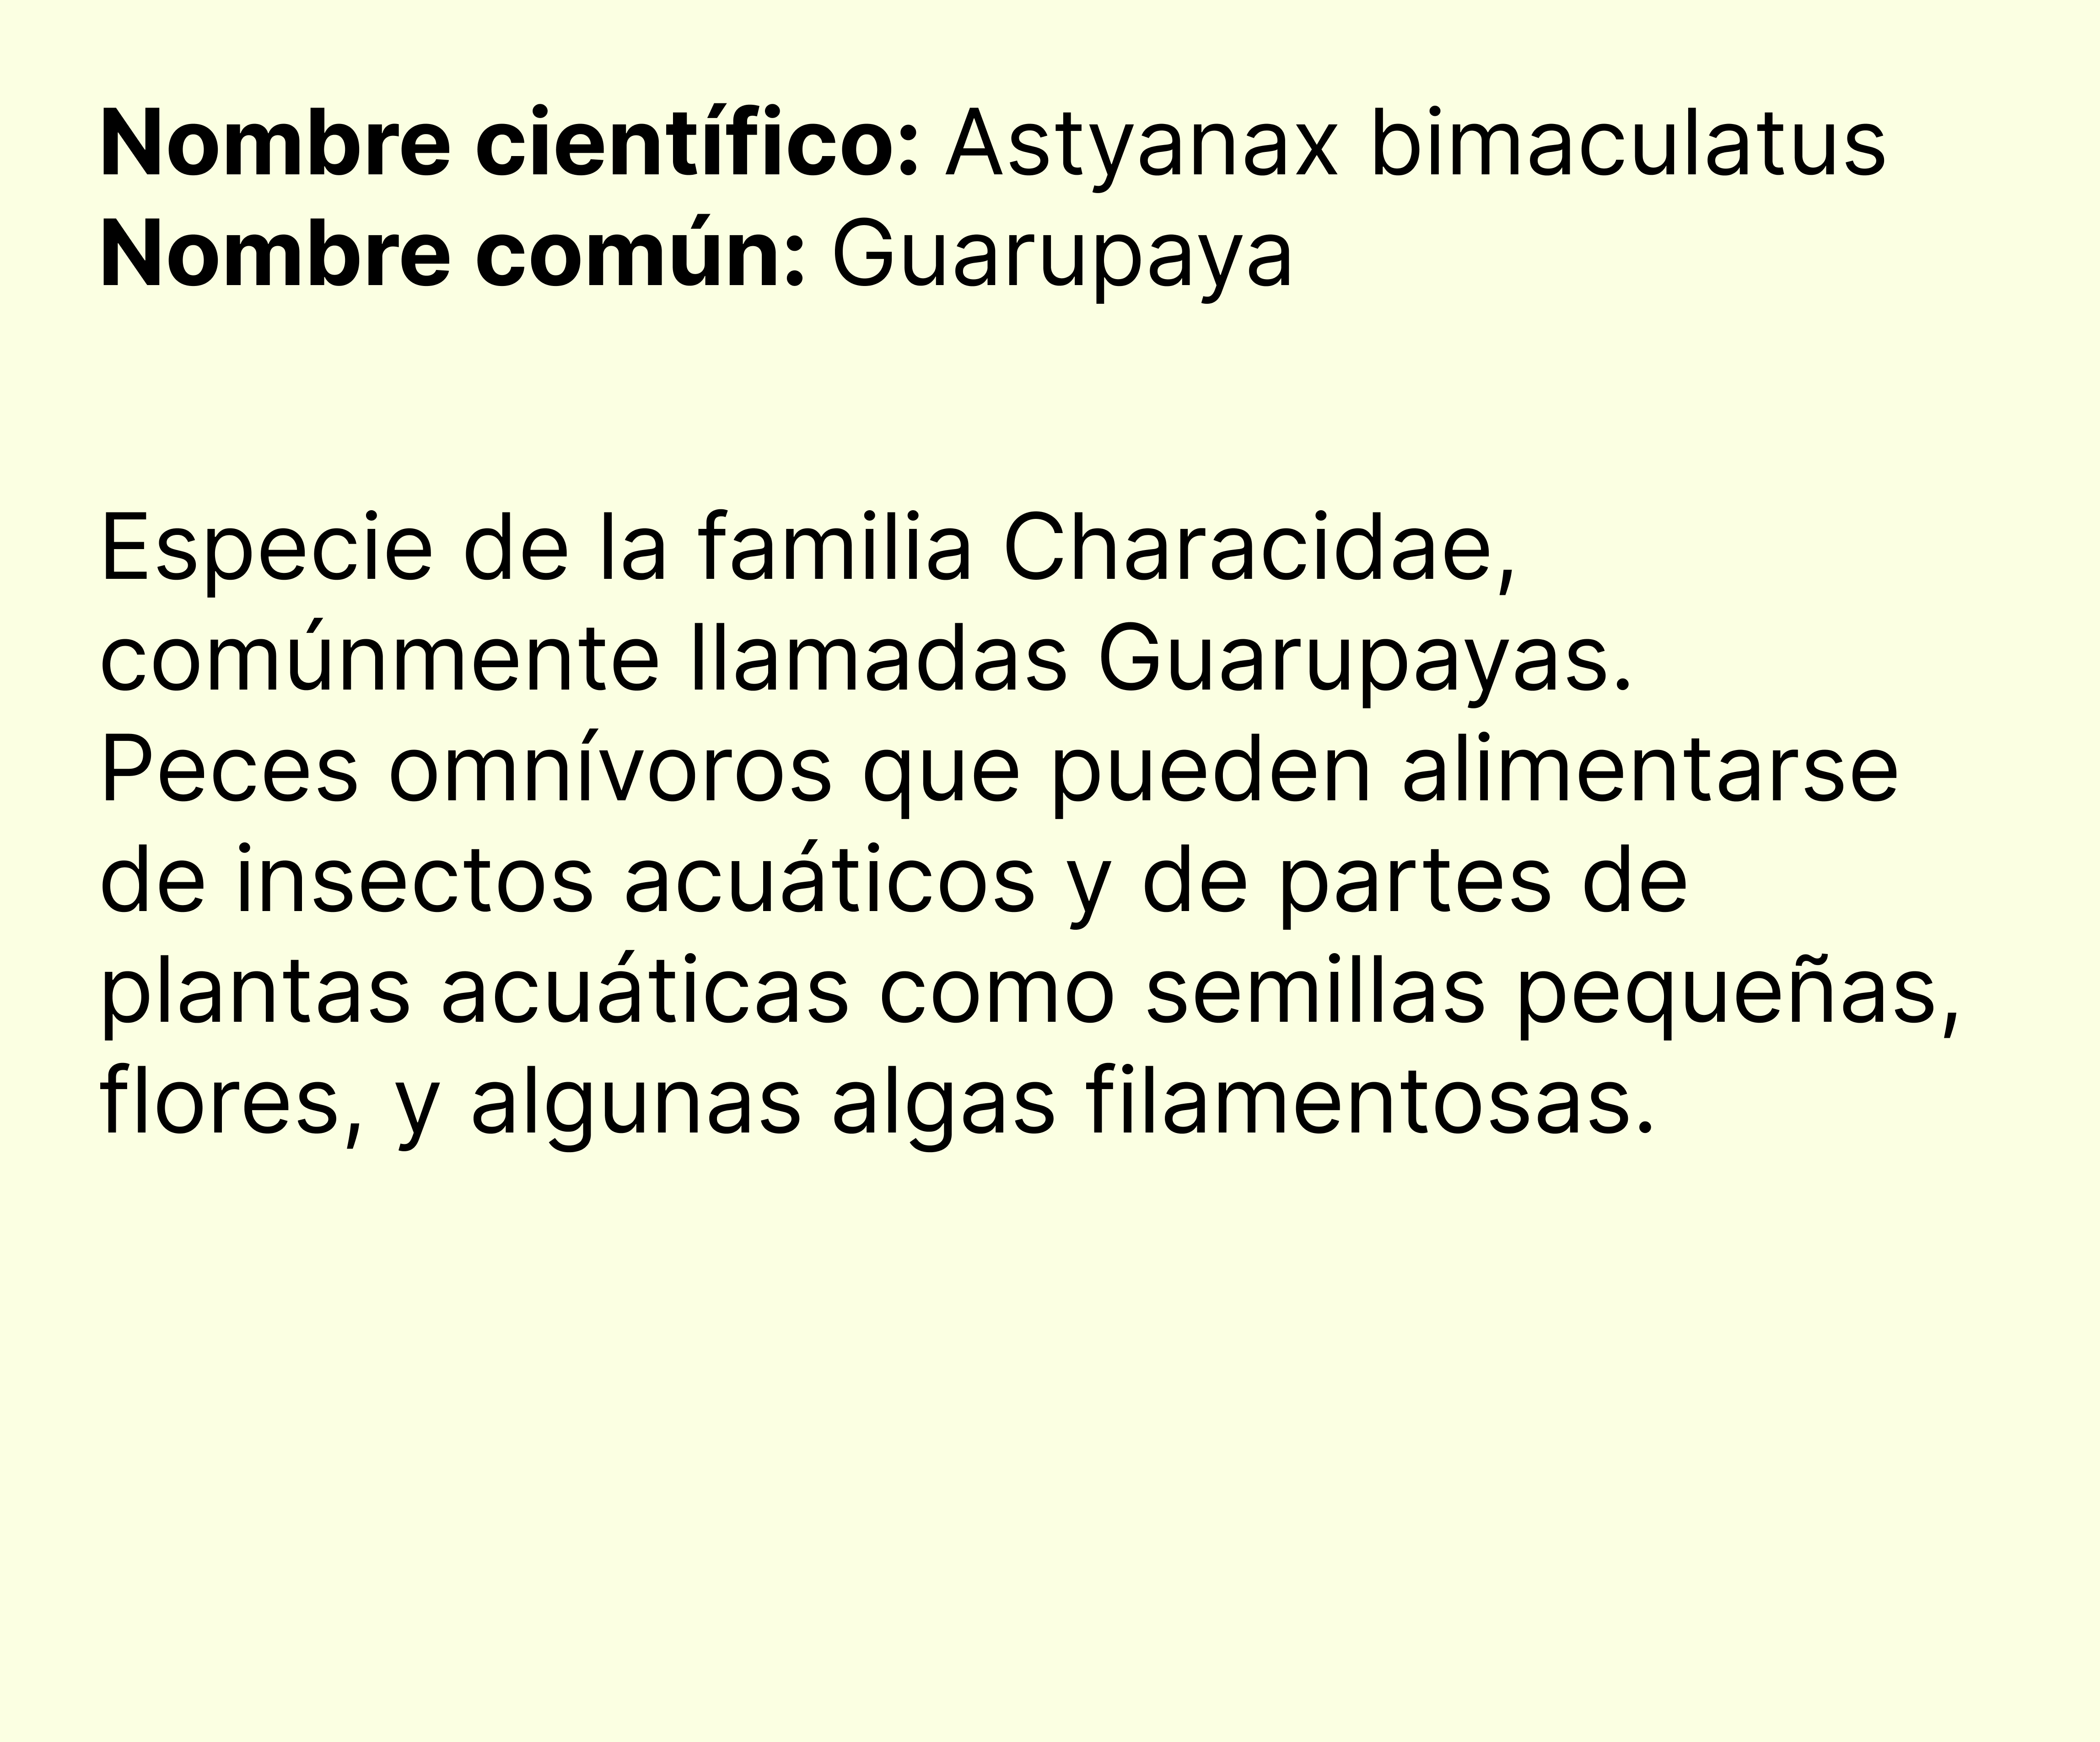 Nombre científico: Astyanax bimaculatus
Nombre común: Guarupaya
Especie de la familia Characidae,
comúnmente llamadas Guarupayas.
Peces omnívoros que pueden alimentarse
de insectos acuáticos y de partes de
plantas acuáticas como semillas pequeñas,
flores, y algunas algas filamentosas.